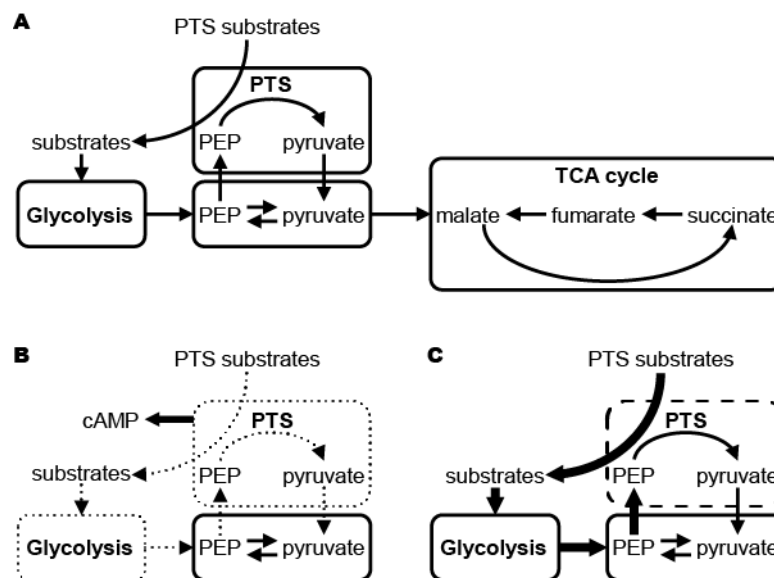 A
PTS substrates
PTS
substrates
PEP
pyruvate
Glycolysis
PEP
pyruvate
TCA cycle
malate
fumarate
succinate
B
PTS substrates
cAMP
PTS
substrates
PEP
pyruvate
Glycolysis
PEP
pyruvate
C
PTS substrates
PTS
substrates
PEP
pyruvate
Glycolysis
PEP
pyruvate